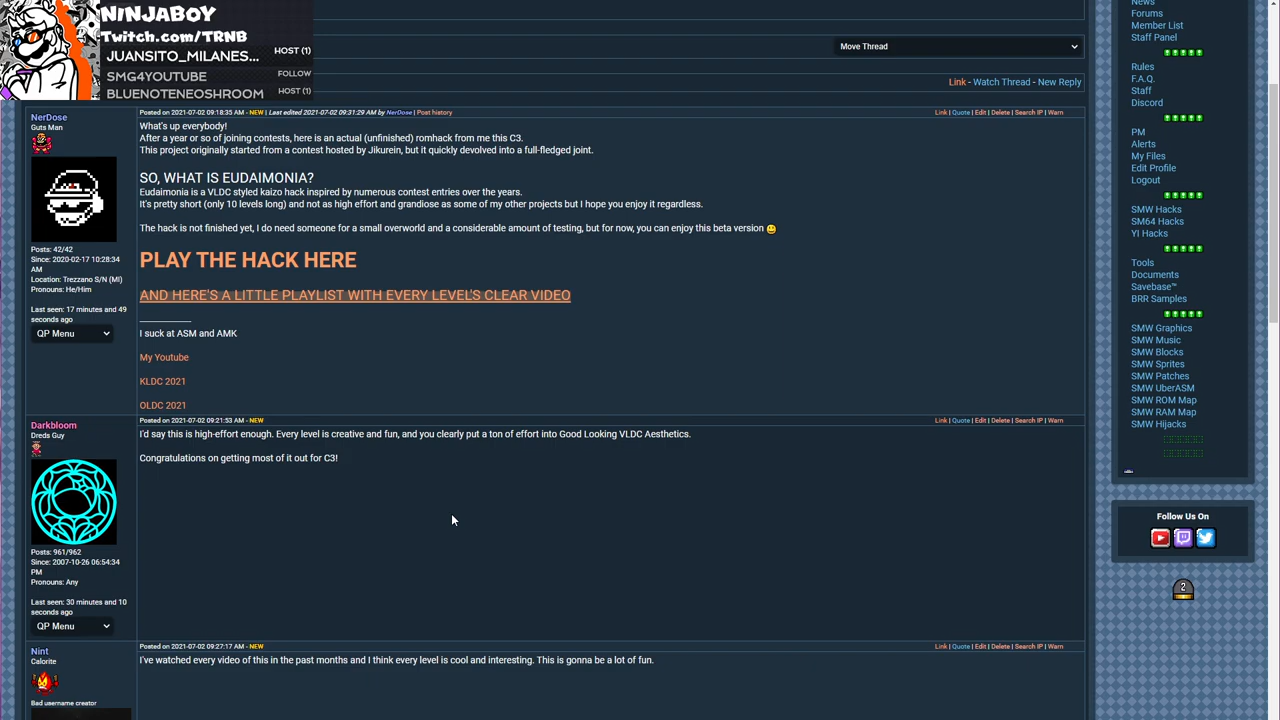 NiNJABOY
Twitch.com/TRNB
JUANSITO_MILANES... HOST (1)
SMG4YOUTUBE FOLLOW
BLUENOTENEOSHROOM HOST (1)
Move Thread
Link - Watch Thread - New Reply
NerDose
Guts Man
Posts: 42/42
Since: 2020-02-17 10:28:34
AM
Location: Trezzano S/N (MI)
Pronouns: He/Him
Last seen: 17 minutes and 49
seconds ago
QP Menu
Posted on 2021-07-02 09:18:35 AM - NEW | Last edited 2021-07-02 09:31:29 AM by NerDose | Post history
Link | Quote | Edit | Delete | Search IP | Warn
What's up everybody!
After a year or so of joining contests, here is an actual (unfinished) romhack from me this C3.
This project originally started from a contest hosted by Jikurein, but it quickly devolved into a full-fledged joint.
SO, WHAT IS EUDAIMONIA?
Eudaimonia is a VLDC styled kaizo hack inspired by numerous contest entries over the years.
It's pretty short (only 10 levels long) and not as high effort and grandiose as some of my other projects but I hope you enjoy it regardless.
The hack is not finished yet, I do need someone for a small overworld and a considerable amount of testing, but for now, you can enjoy this beta version
PLAY THE HACK HERE
AND HERE'S A LITTLE PLAYLIST WITH EVERY LEVEL'S CLEAR VIDEO
I suck at ASM and AMK
My Youtube
KLDC 2021
OLDC 2021
Darkbloom
Dreds Guy
Posts: 961/962
Since: 2007-10-26 06:54:34
PM
Pronouns: Any
Last seen: 30 minutes and 10
seconds ago
QP Menu
Posted on 2021-07-02 09:21:53 AM - NEW
Link | Quote | Edit | Delete | Search IP | Warn
I'd say this is high-effort enough. Every level is creative and fun, and you clearly put a ton of effort into Good Looking VLDC Aesthetics.
Congratulations on getting most of it out for C3!
Nint
Calorite
Bad username creator
Posted on 2021-07-02 09:27:17 AM - NEW
Link | Quote | Edit | Delete | Search IP | Warn
I've watched every video of this in the past months and I think every level is cool and interesting. This is gonna be a lot of fun.
News
Forums
Member List
Staff Panel
Rules
F.A.Q.
Staff
Discord
PM
Alerts
My Files
Edit Profile
Logout
SMW Hacks
SM64 Hacks
YI Hacks
Tools
Documents
Savebase™
BRR Samples
SMW Graphics
SMW Music
SMW Blocks
SMW Sprites
SMW Patches
SMW UberASM
SMW ROM Map
SMW RAM Map
SMW Hijacks
Follow Us On
2